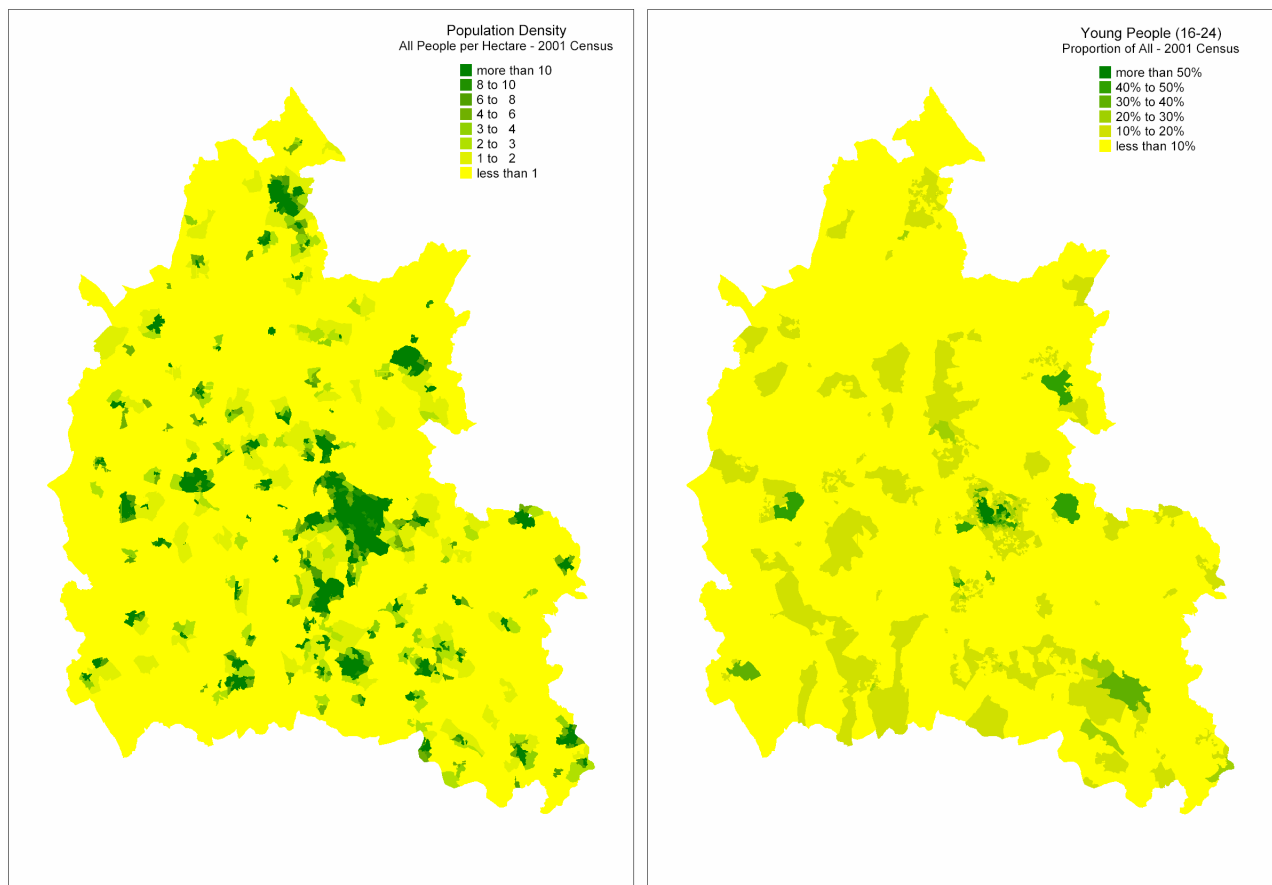 Population Density
All People per Hectare - 2001 Census
more than 10
8 to 10
6 to 8
4 to 6
3 to 4
2 to 3
1 to 2
less than 1
Young People (16-24)
Proportion of All - 2001 Census
more than 50%
40% to 50%
30% to 40%
20% to 30%
10% to 20%
less than 10%